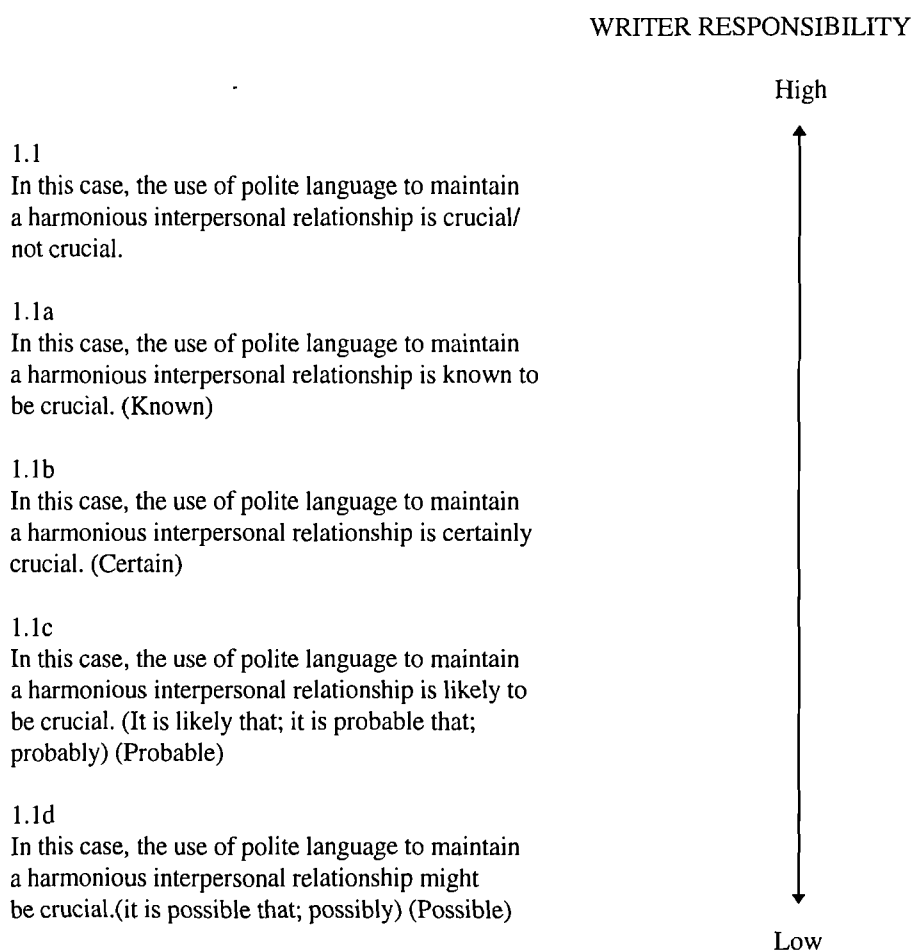 WRITER RESPONSIBILITY
High
1.1
In this case, the use of polite language to maintain
a harmonious interpersonal relationship is crucial/
not crucial.
1.1a
In this case, the use of polite language to maintain
a harmonious interpersonal relationship is known to
be crucial. (Known)
1.1b
In this case, the use of polite language to maintain
a harmonious interpersonal relationship is certainly
crucial. (Certain)
1.1c
In this case, the use of polite language to maintain
a harmonious interpersonal relationship is likely to
be crucial. (It is likely that; it is probable that;
probably) (Probable)
1.1d
In this case, the use of polite language to maintain
a harmonious interpersonal relationship might
be crucial.(it is possible that; possibly) (Possible)
Low